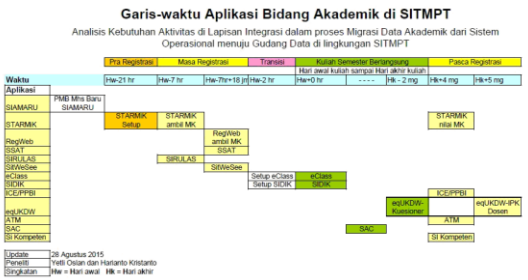 Garis-waktu Aplikasi Bidang Akademik di SITMPT
Analisis Kebutuhan Aktivitas di Lapisan Integrasi dalam proses Migrasi Data Akademik dari Sistem
Operasional menuju Gudang Data di lingkungan SITMPT
Pra Registrasi Masa Registrasi Transisi Kuliah Semester Berlangsung Pasca Registrasi
Hari awal kuliah sampai Hari akhir kuliah
Waktu Hw-21 hr Hw-7 hr Hw-7hr+18 jn Hw-2 hr Hw+0 hr - - - - Hk - 2 mg Hk+4 mg Hk+5 mg
Aplikasi
SIAMARU PMB Mhs Baru SIAMARU
STARMIK STARMIK Setup STARMIK ambil MK STARMIK nilai MK
RegWeb RegWeb ambil MK
SSAT SSAT
SIRULAS SIRULAS
SitWeSee SitWeSee
eClass Setup eClass eClass
SIDIK Setup SIDIK SIDIK
ICE/PPBI ICE/PPBI
eqUKDW eqUKDW-Kuesioner eqUKDW-IPK Dosen
ATM ATM
SAC SAC
Si Kompeten Si Kompeten
Update 28 Agustus 2015
Peneliti Yetli Oslan dan Harianto Kristanto
Singkatan Hw = Hari awal Hk = Hari akhir